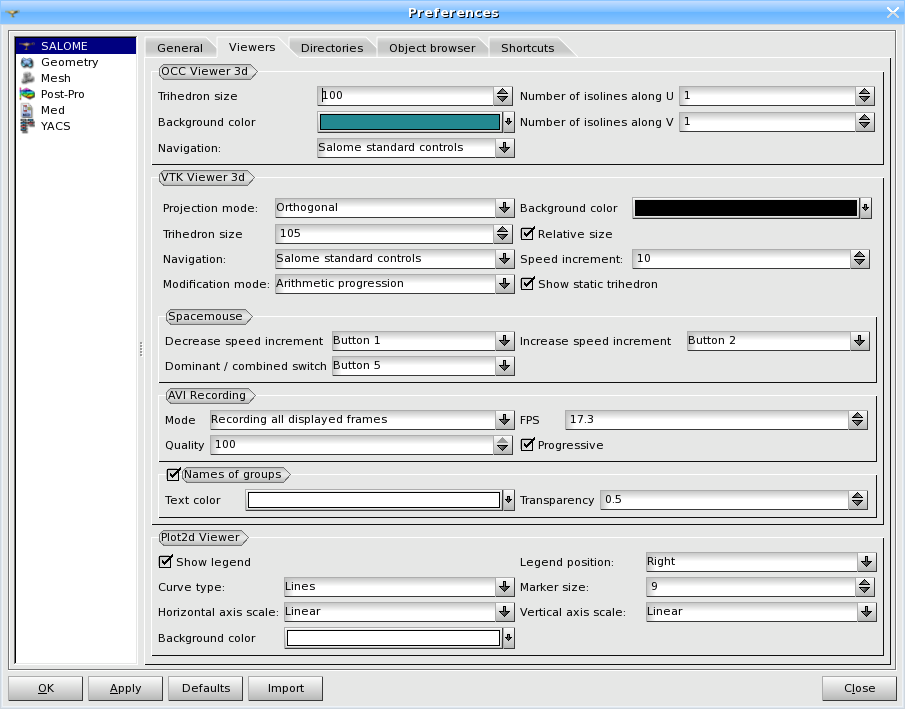 Preferences
SALOME
Geometry
Mesh
Post-Pro
Med
YACS
General Viewers Directories Object browser Shortcuts
OCC Viewer 3d
Trihedron size 100 Number of isolines along U 1
Background color Number of isolines along V 1
Navigation: Salome standard controls
VTK Viewer 3d
Projection mode: Orthogonal Background color
Trihedron size 105 Relative size
Navigation: Salome standard controls Speed increment: 10
Modification mode: Arithmetic progression Show static trihedron
Spacemouse
Decrease speed increment Button 1 Increase speed increment Button 2
Dominant / combined switch Button 5
AVI Recording
Mode Recording all displayed frames FPS 17.3
Quality 100 Progressive
Names of groups
Text color Transparency 0.5
Plot2d Viewer
Show legend Legend position: Right
Curve type: Lines Marker size: 9
Horizontal axis scale: Linear Vertical axis scale: Linear
Background color
OK Apply Defaults Import Close